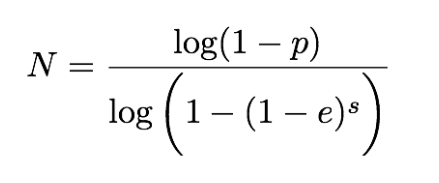 N = log(1 − p) / log(1 − (1 − e)ˢ)